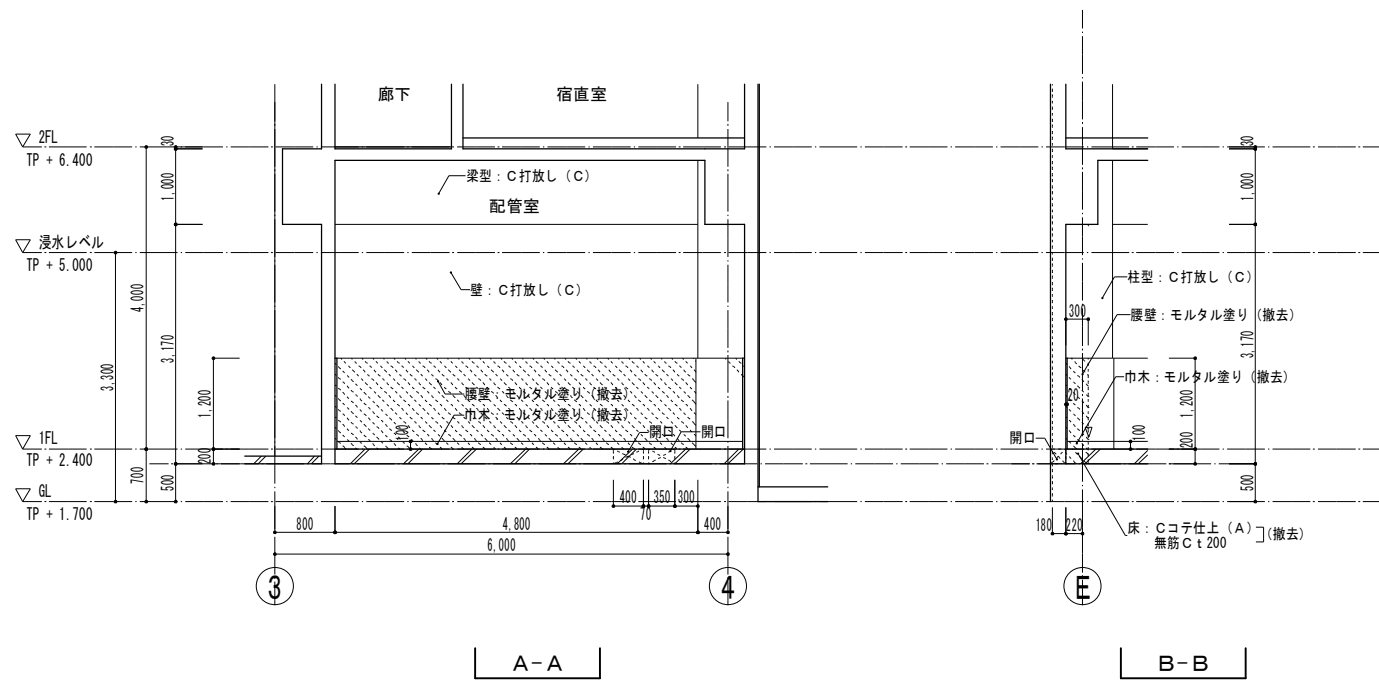 廊下
宿直室
2FL
TP + 6.400
30
30
梁型：C打放し（C）
1,000
1,000
配管室
浸水レベル
TP + 5.000
柱型：C打放し（C）
壁：C打放し（C）
4,000
300
腰壁：モルタル塗り（撤去）
3,170
3,170
3,300
巾木：モルタル塗り（撤去）
腰壁：モルタル塗り（撤去）
20
1,200
1,200
巾木：モルタル塗り（撤去）
100
開口
開口
開口
100
1FL
TP + 2.400
200
200
700
500
500
GL
TP + 1.700
400
350
300
70
800
4,800
400
180
220
床：Cコテ仕上（A）
無筋Ct200
（撤去）
6,000
3
4
E
A-A
B-B